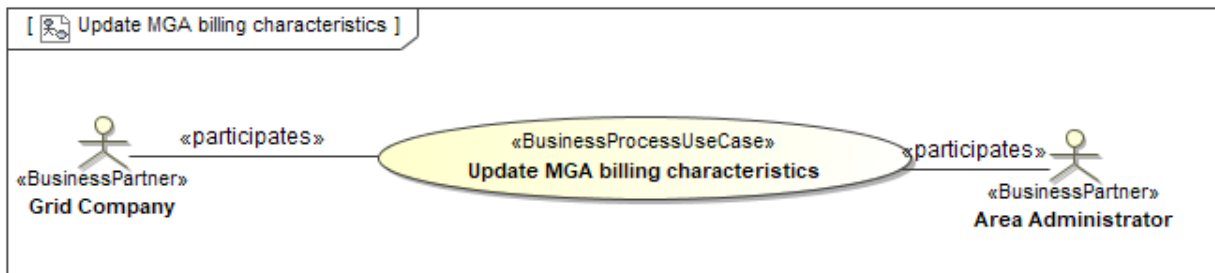 [ Update MGA billing characteristics ]
«participates»
«BusinessProcessUseCase»
«participates»
Update MGA billing characteristics
«BusinessPartner»
Grid Company
«BusinessPartner»
Area Administrator